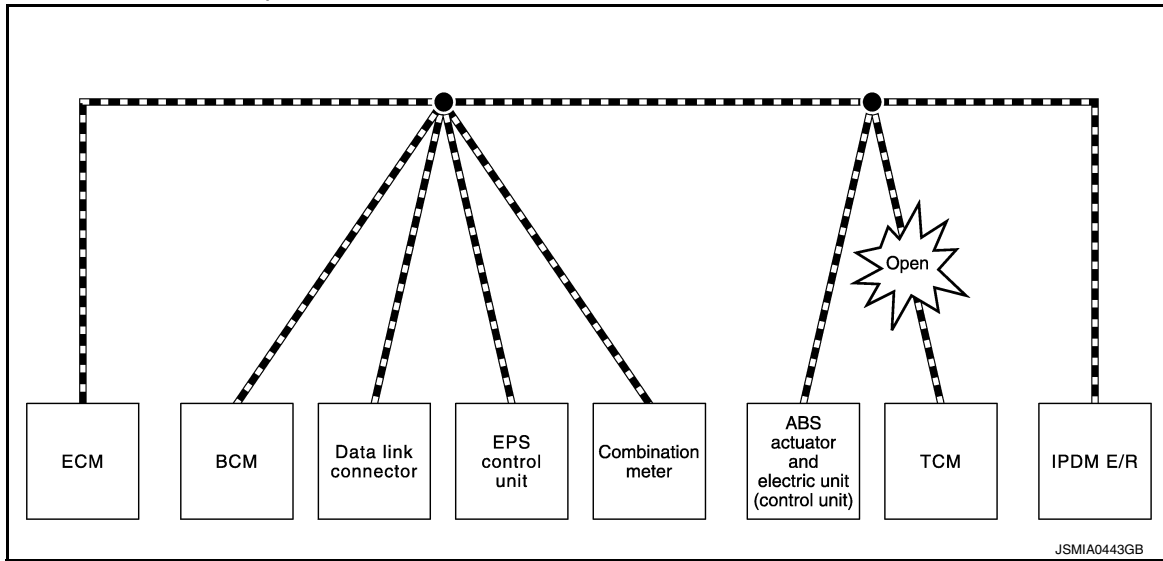 Open
ECM
BCM
Data link
connector
EPS
control
unit
Combination
meter
ABS
actuator
and
electric unit
(control unit)
TCM
IPDM E/R
JSMIA0443GB